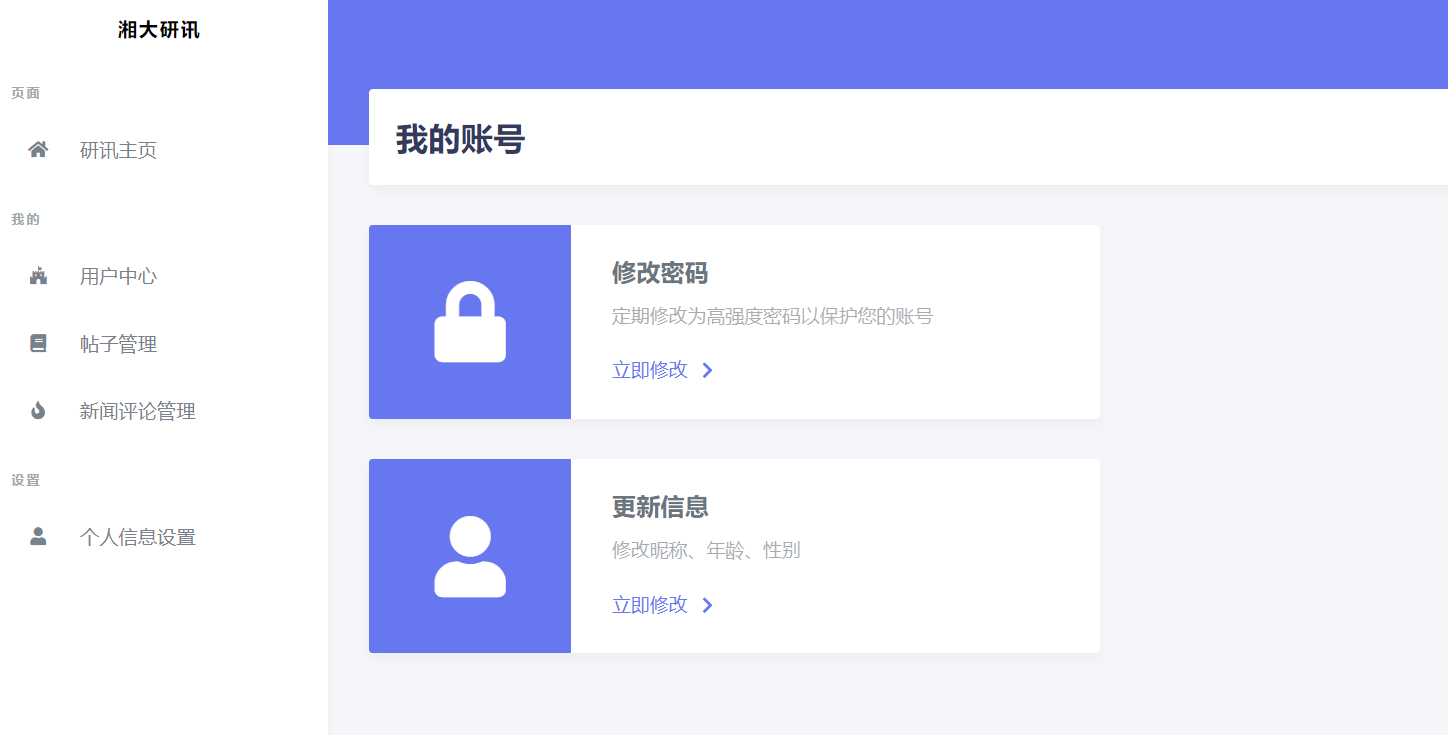 湘大研讯
页面
研讯主页
我的
用户中心
帖子管理
新闻评论管理
设置
个人信息设置
我的账号
修改密码
定期修改为高强度密码以保护您的账号
立即修改
更新信息
修改昵称、年龄、性别
立即修改